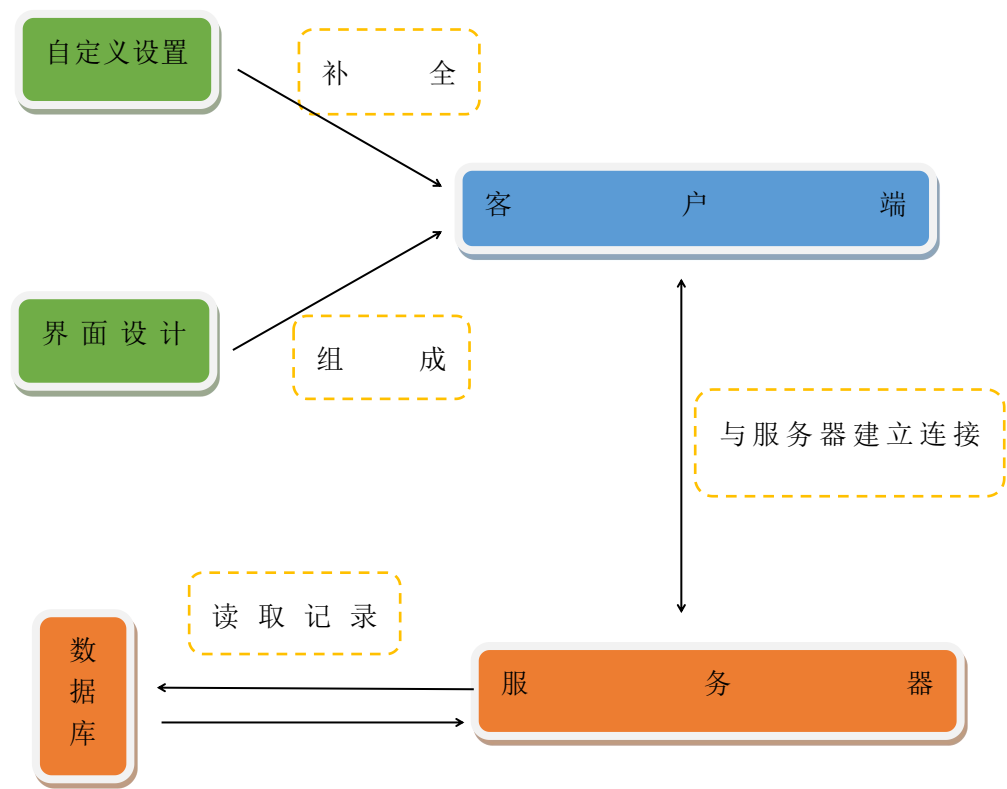 自定义设置
补全
客户端
界面设计
组成
与服务器建立连接
读取记录
数
据
库
服务器